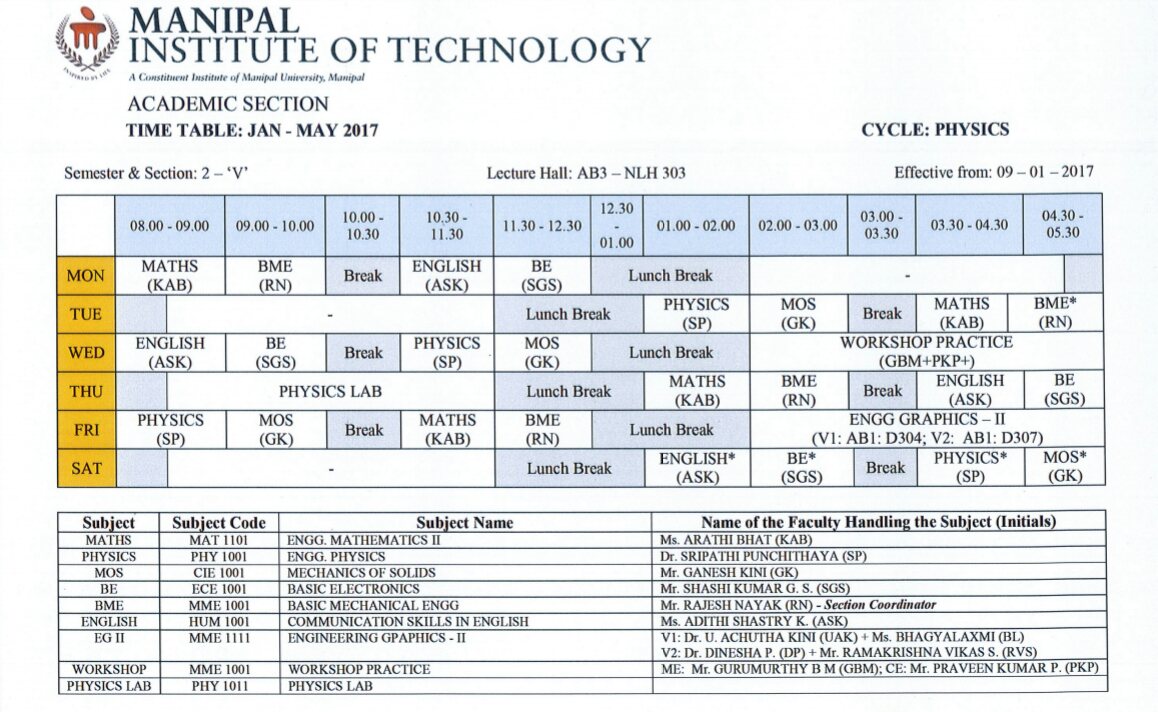 MANIPAL
INSTITUTE OF TECHNOLOGY
INSPIRED BY LIFE
A Constituent Institute of Manipal University, Manipal
ACADEMIC SECTION
TIME TABLE: JAN - MAY 2017 CYCLE: PHYSICS
Semester & Section: 2 – ‘V’ Lecture Hall: AB3 – NLH 303 Effective from: 09 – 01 – 2017
08.00 - 09.00 09.00 - 10.00 10.00 - 10.30 10.30 - 11.30 11.30 - 12.30 12.30 - 01.00 01.00 - 02.00 02.00 - 03.00 03.00 - 03.30 03.30 - 04.30 04.30 - 05.30
MON MATHS (KAB) BME (RN) Break ENGLISH (ASK) BE (SGS) Lunch Break -
TUE - Lunch Break PHYSICS (SP) MOS (GK) Break MATHS (KAB) BME* (RN)
WED ENGLISH (ASK) BE (SGS) Break PHYSICS (SP) MOS (GK) Lunch Break WORKSHOP PRACTICE (GBM+PKP+)
THU PHYSICS LAB Lunch Break MATHS (KAB) BME (RN) Break ENGLISH (ASK) BE (SGS)
FRI PHYSICS (SP) MOS (GK) Break MATHS (KAB) BME (RN) Lunch Break ENGG GRAPHICS – II (V1: AB1: D304; V2: AB1: D307)
SAT - Lunch Break ENGLISH* (ASK) BE* (SGS) Break PHYSICS* (SP) MOS* (GK)
Subject Subject Code Subject Name Name of the Faculty Handling the Subject (Initials)
MATHS MAT 1101 ENGG. MATHEMATICS II Ms. ARATHI BHAT (KAB)
PHYSICS PHY 1001 ENGG. PHYSICS Dr. SRIPATHI PUNCHITHAYA (SP)
MOS CIE 1001 MECHANICS OF SOLIDS Mr. GANESH KINI (GK)
BE ECE 1001 BASIC ELECTRONICS Mr. SHASHI KUMAR G. S. (SGS)
BME MME 1001 BASIC MECHANICAL ENGG Mr. RAJESH NAYAK (RN) - Section Coordinator
ENGLISH HUM 1001 COMMUNICATION SKILLS IN ENGLISH Ms. ADITHI SHASTRY K. (ASK)
EG II MME 1111 ENGINEERING GPAPHICS - II V1: Dr. U. ACHUTHA KINI (UAK) + Ms. BHAGYALAXMI (BL)
V2: Dr. DINESHA P. (DP) + Mr. RAMAKRISHNA VIKAS S. (RVS)
WORKSHOP MME 1001 WORKSHOP PRACTICE ME: Mr. GURUMURTHY B M (GBM); CE: Mr. PRAVEEN KUMAR P. (PKP)
PHYSICS LAB PHY 1011 PHYSICS LAB